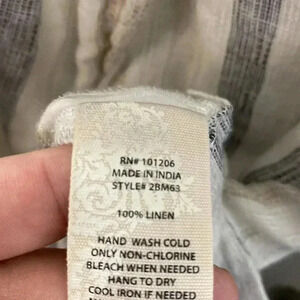 RN# 101206
MADE IN INDIA
STYLE# 2BM63
100% LINEN
HAND WASH COLD
ONLY NON-CHLORINE
BLEACH WHEN NEEDED
HANG TO DRY
COOL IRON IF NEEDED